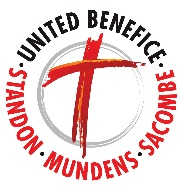 · UNITED BENEFICE ·
STANDON · MUNDENS · SACOMBE